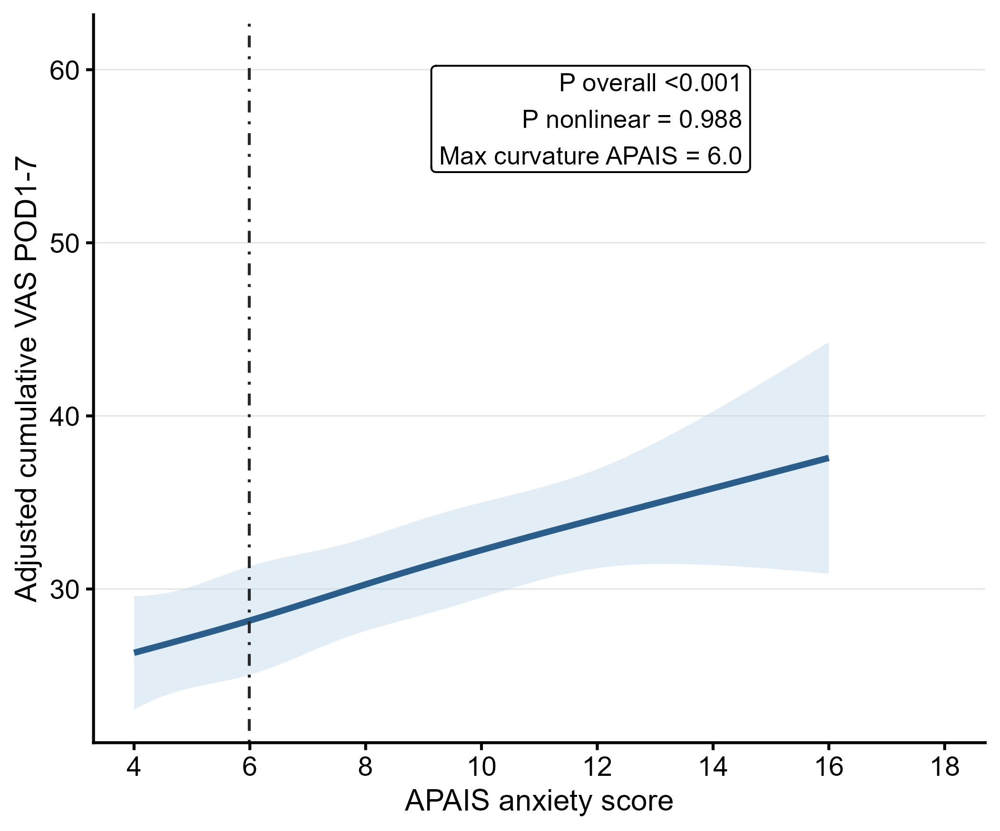 Adjusted cumulative VAS POD1-7
60
50
40
30
P overall <0.001
P nonlinear = 0.988
Max curvature APAIS = 6.0
4 6 8 10 12 14 16 18
APAIS anxiety score